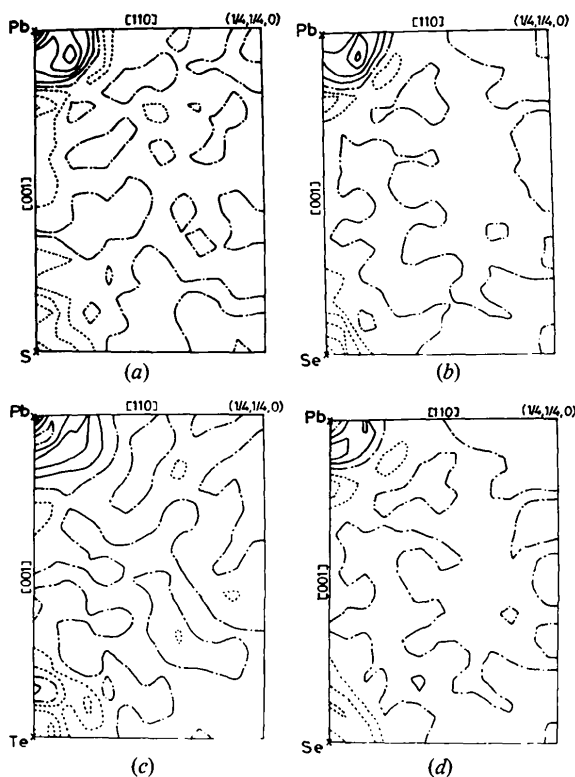 Pb [110] (1/4,1/4,0)
[001]
S
(a)
Pb [110] (1/4,1/4,0)
[001]
Se
(b)
Pb [110] (1/4,1/4,0)
[001]
Te
(c)
Pb [110] (1/4,1/4,0)
[001]
Se
(d)